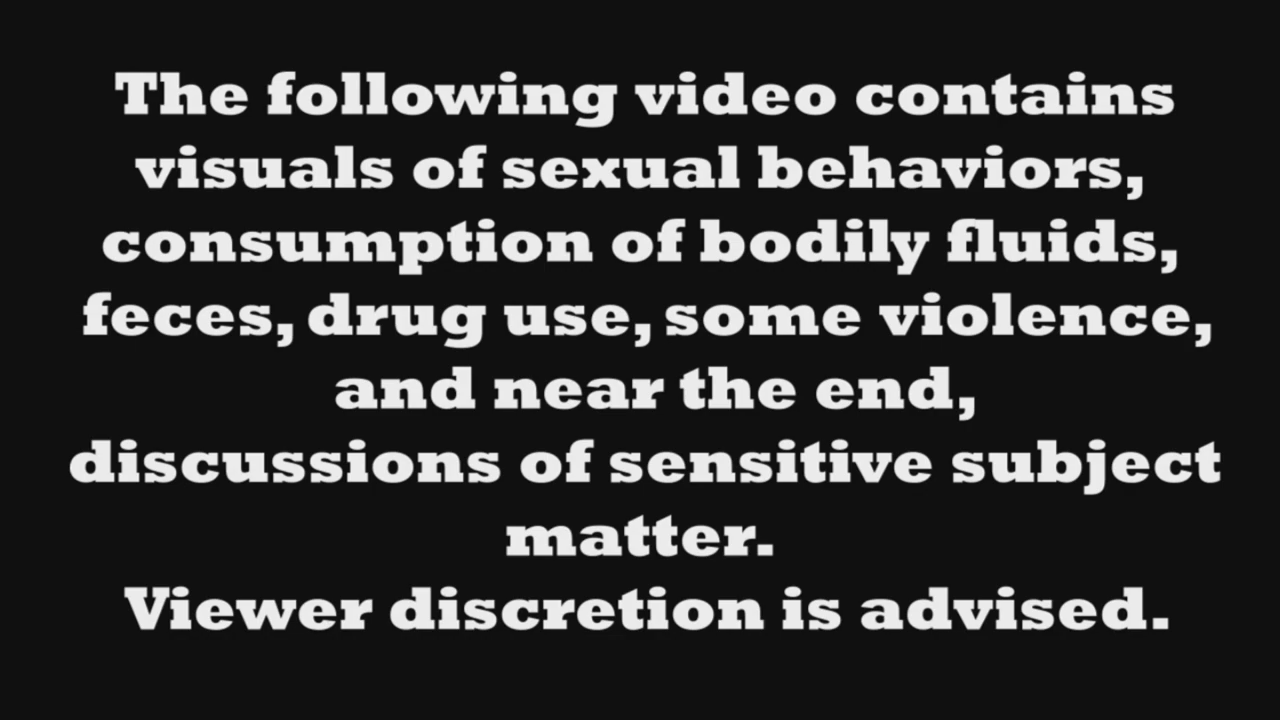 The following video contains
visuals of sexual behaviors,
consumption of bodily fluids,
feces, drug use, some violence,
and near the end,
discussions of sensitive subject
matter.
Viewer discretion is advised.